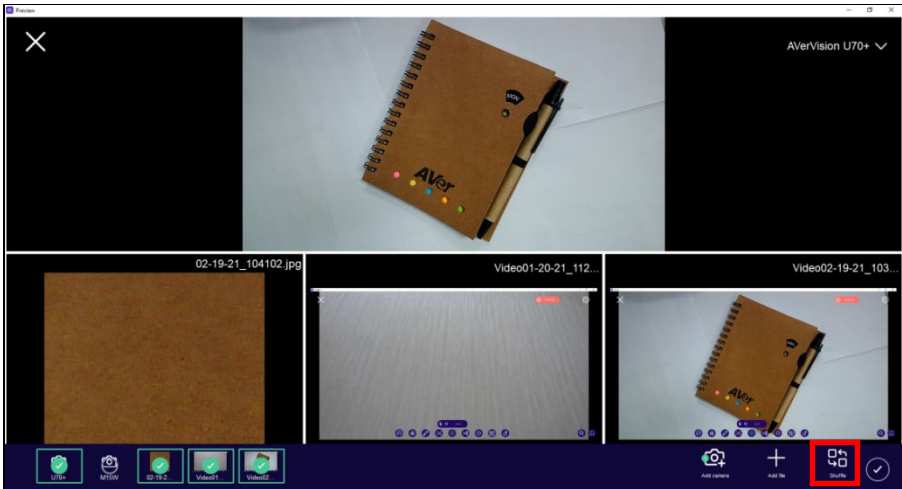 Preview
AVerVision U70+
MON
AVer
02-19-21_104102.jpg
Video01-20-21_112...
Video02-19-21_103...
AVer
U70+
M15W
02-19-2...
Video01...
Video02...
Add camera
Add file
Shuffle